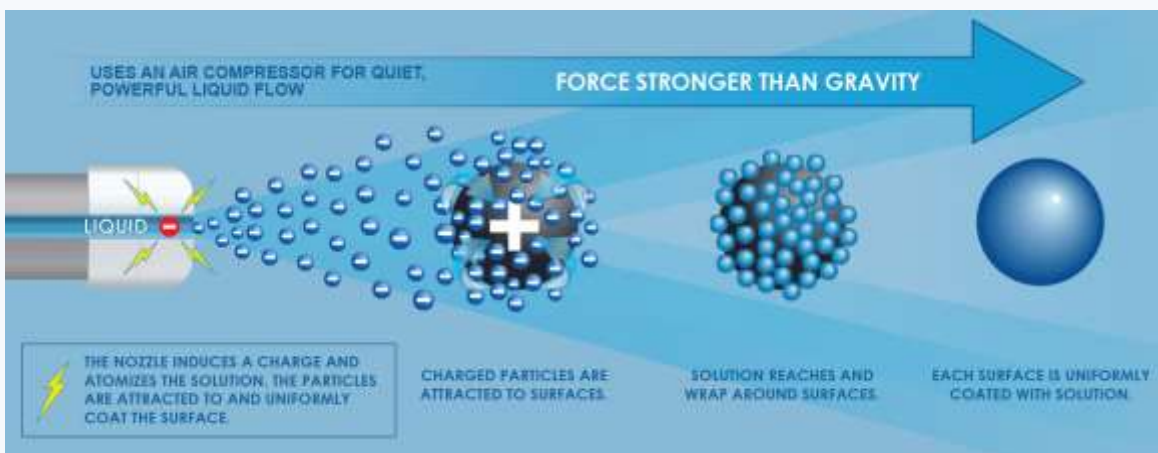 USES AN AIR COMPRESSOR FOR QUIET,
POWERFUL LIQUID FLOW
FORCE STRONGER THAN GRAVITY
LIQUID
THE NOZZLE INDUCES A CHARGE AND
ATOMIZES THE SOLUTION. THE PARTICLES
ARE ATTRACTED TO AND UNIFORMLY
COAT THE SURFACE.
CHARGED PARTICLES ARE
ATTRACTED TO SURFACES.
SOLUTION REACHES AND
WRAP AROUND SURFACES.
EACH SURFACE IS UNIFORMLY
COATED WITH SOLUTION.